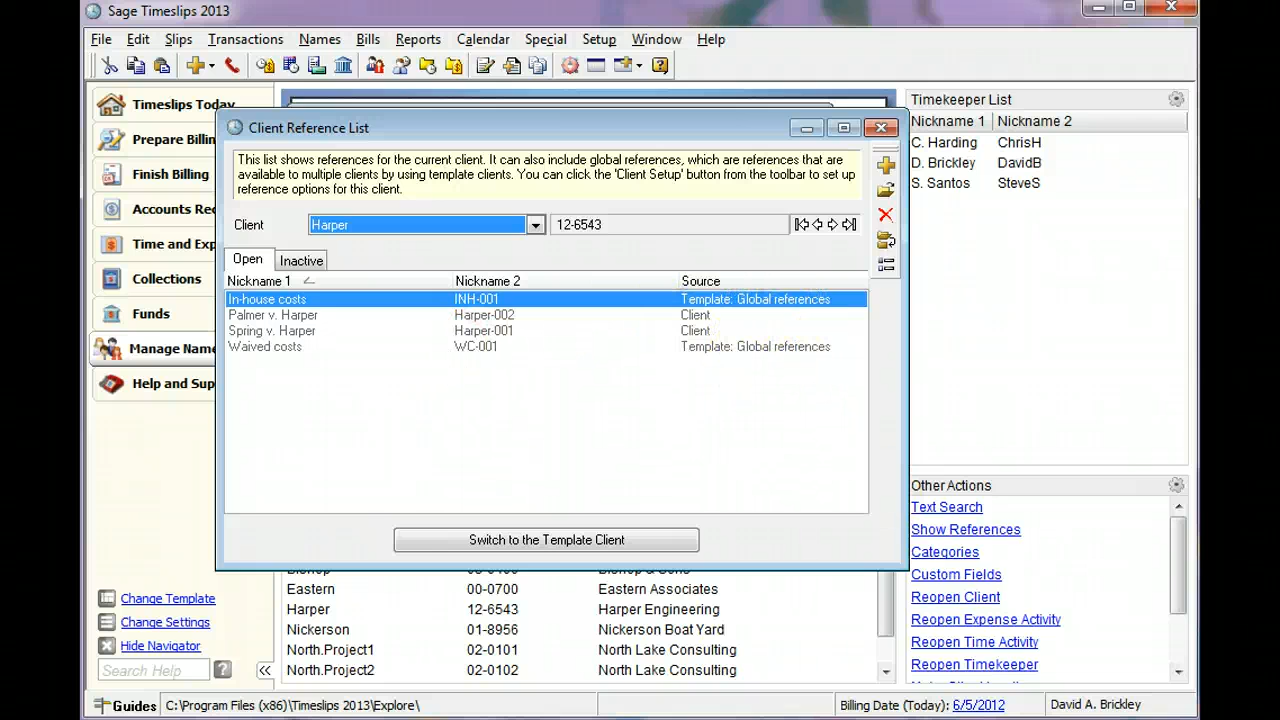 Sage Timeslips 2013
File Edit Slips Transactions Names Bills Reports Calendar Special Setup Window Help
Timeslips Today
Prepare Billin
Finish Billing
Accounts Rec
Time and Exp
Collections
Funds
Manage Name
Help and Sup
Change Template
Change Settings
Hide Navigator
Search Help
Client Reference List
This list shows references for the current client. It can also include global references, which are references that are
available to multiple clients by using template clients. You can click the 'Client Setup' button from the toolbar to set up
reference options for this client.
Client Harper 12-6543
Open Inactive
Nickname 1 Nickname 2 Source
In-house costs INH-001 Template: Global references
Palmer v. Harper Harper-002 Client
Spring v. Harper Harper-001 Client
Waived costs WC-001 Template: Global references
Switch to the Template Client
Eastern 00-0700 Eastern Associates
Harper 12-6543 Harper Engineering
Nickerson 01-8956 Nickerson Boat Yard
North.Project1 02-0101 North Lake Consulting
North.Project2 02-0102 North Lake Consulting
Timekeeper List
Nickname 1 Nickname 2
C. Harding ChrisH
D. Brickley DavidB
S. Santos SteveS
Other Actions
Text Search
Show References
Categories
Custom Fields
Reopen Client
Reopen Expense Activity
Reopen Time Activity
Reopen Timekeeper
Guides C:\Program Files (x86)\Timeslips 2013\Explore\ Billing Date (Today): 6/5/2012 David A. Brickley